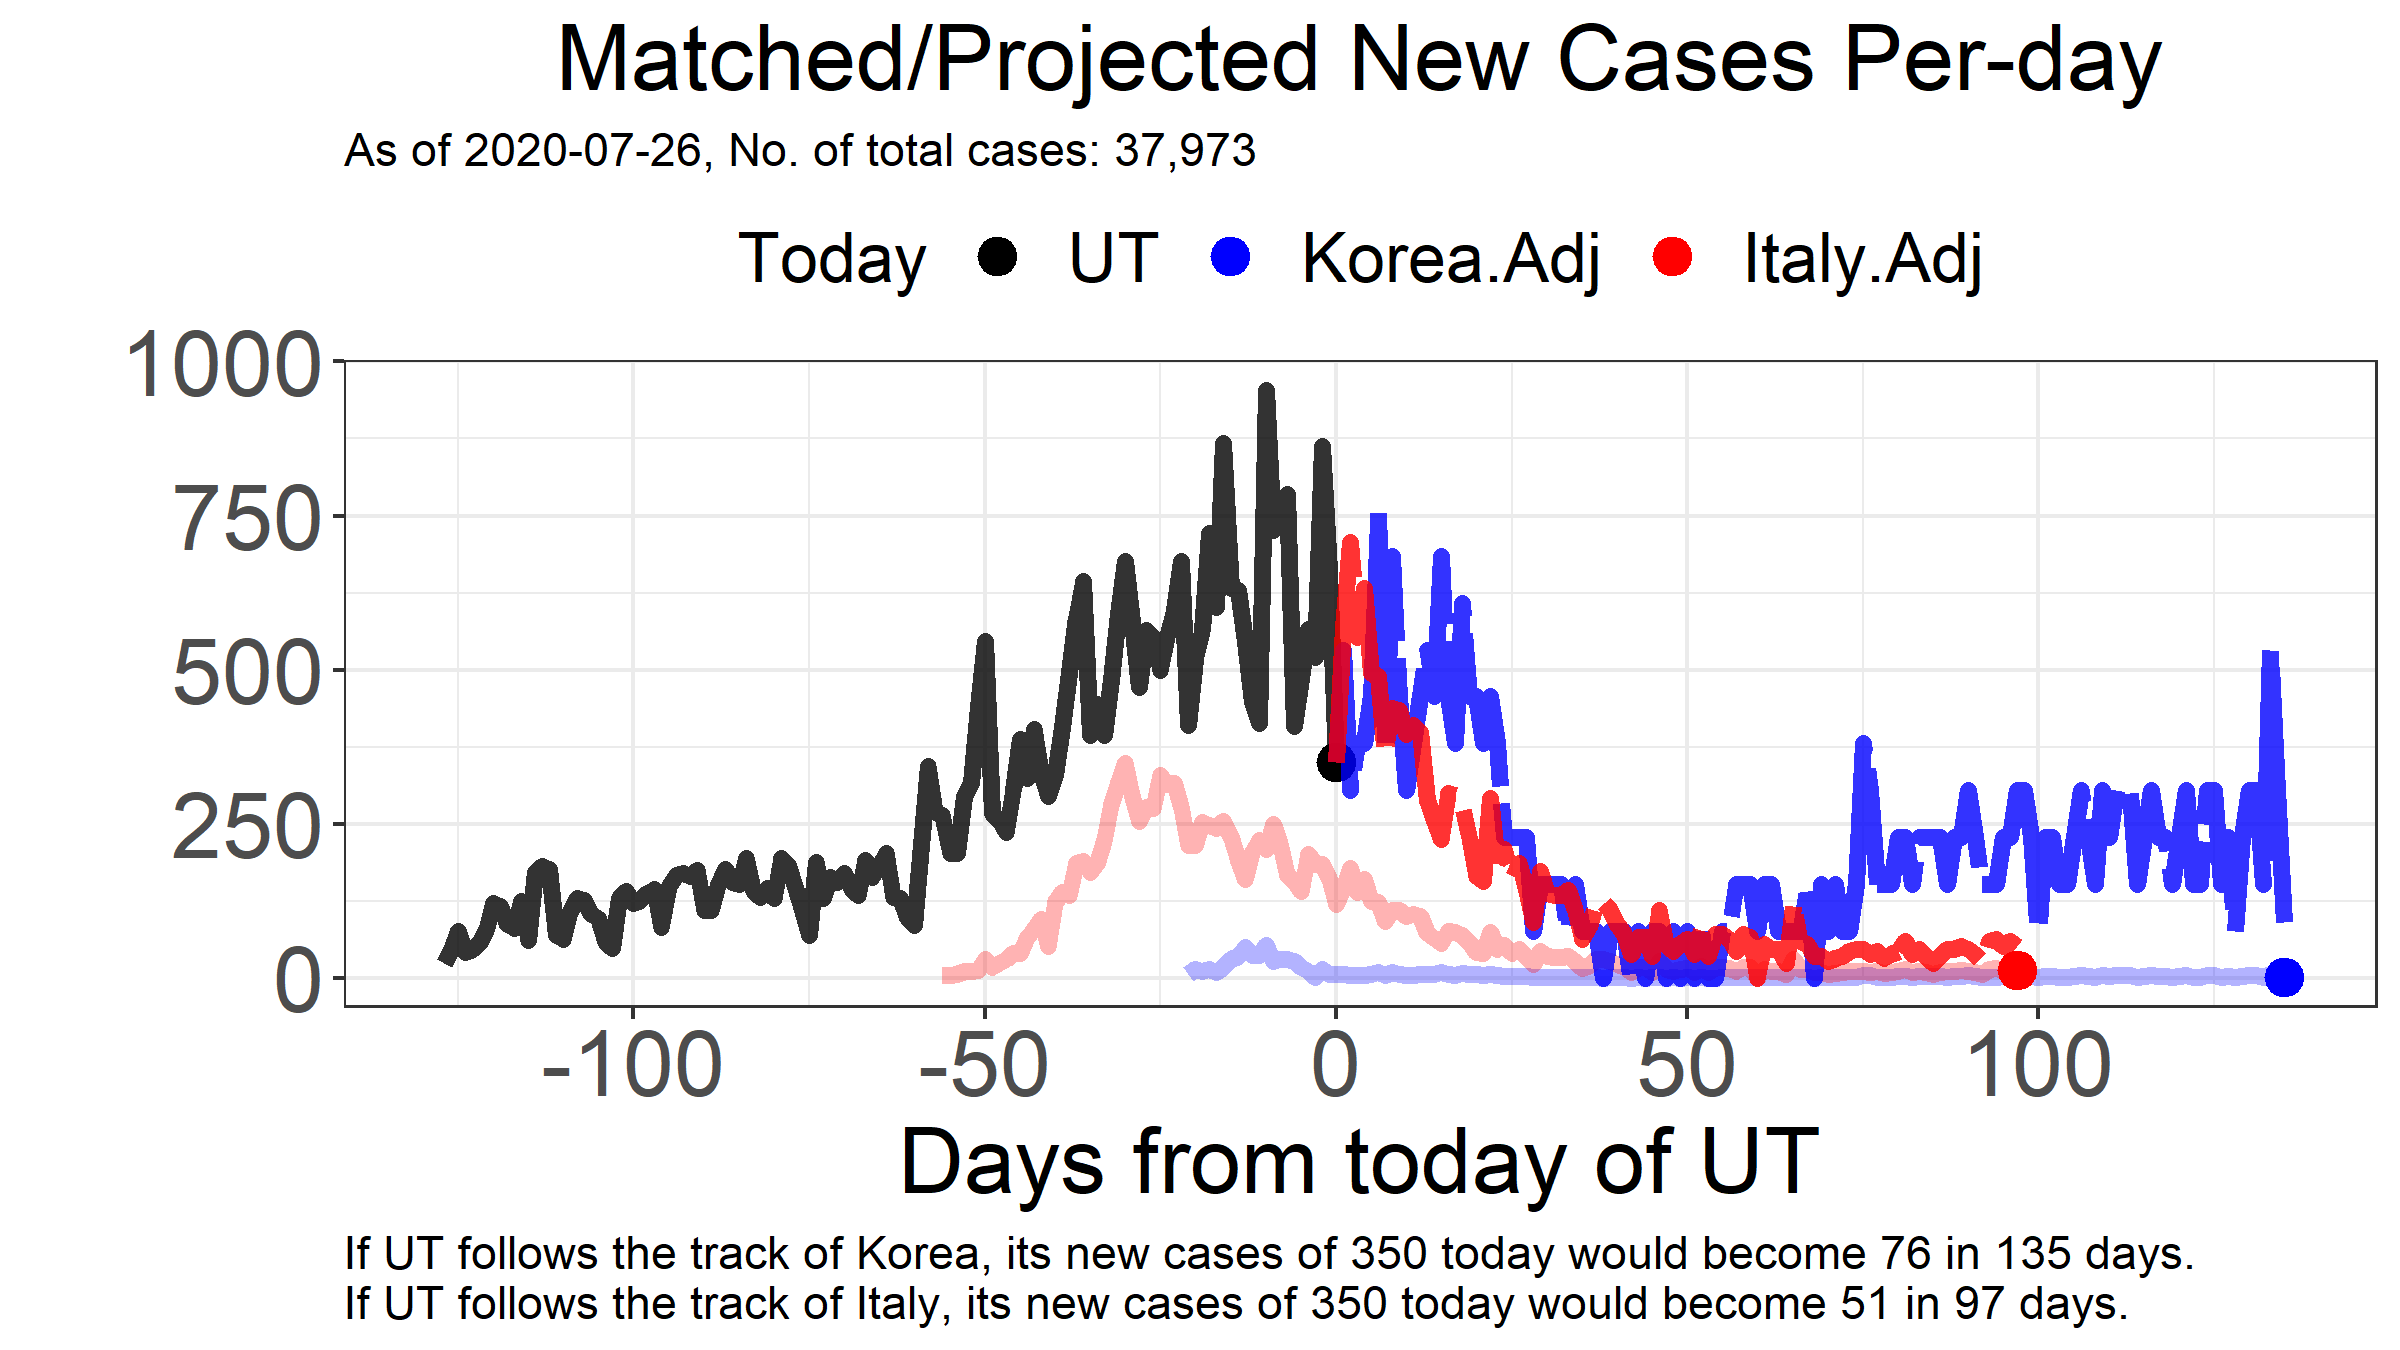 Matched/Projected New Cases Per-day
As of 2020-07-26, No. of total cases: 37,973
Today UT Korea.Adj Italy.Adj
1000
750
500
250
0
-100 -50 0 50 100
Days from today of UT
If UT follows the track of Korea, its new cases of 350 today would become 76 in 135 days.
If UT follows the track of Italy, its new cases of 350 today would become 51 in 97 days.